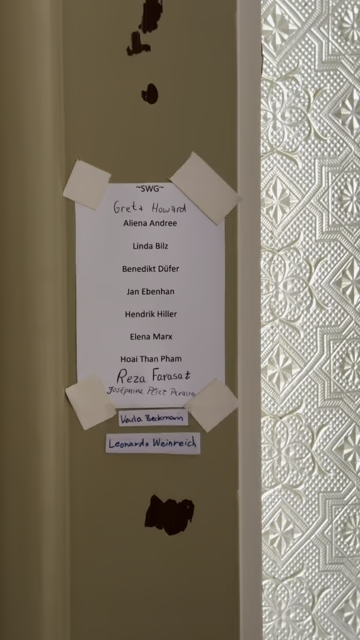 ~SWG~
Greta Howard
Aliena Andree
Linda Bilz
Benedikt Düfer
Jan Ebenhan
Hendrik Hiller
Elena Marx
Hoai Than Pham
Reza Farasat
Josephine
Beckmann
Leonardo Weinreich